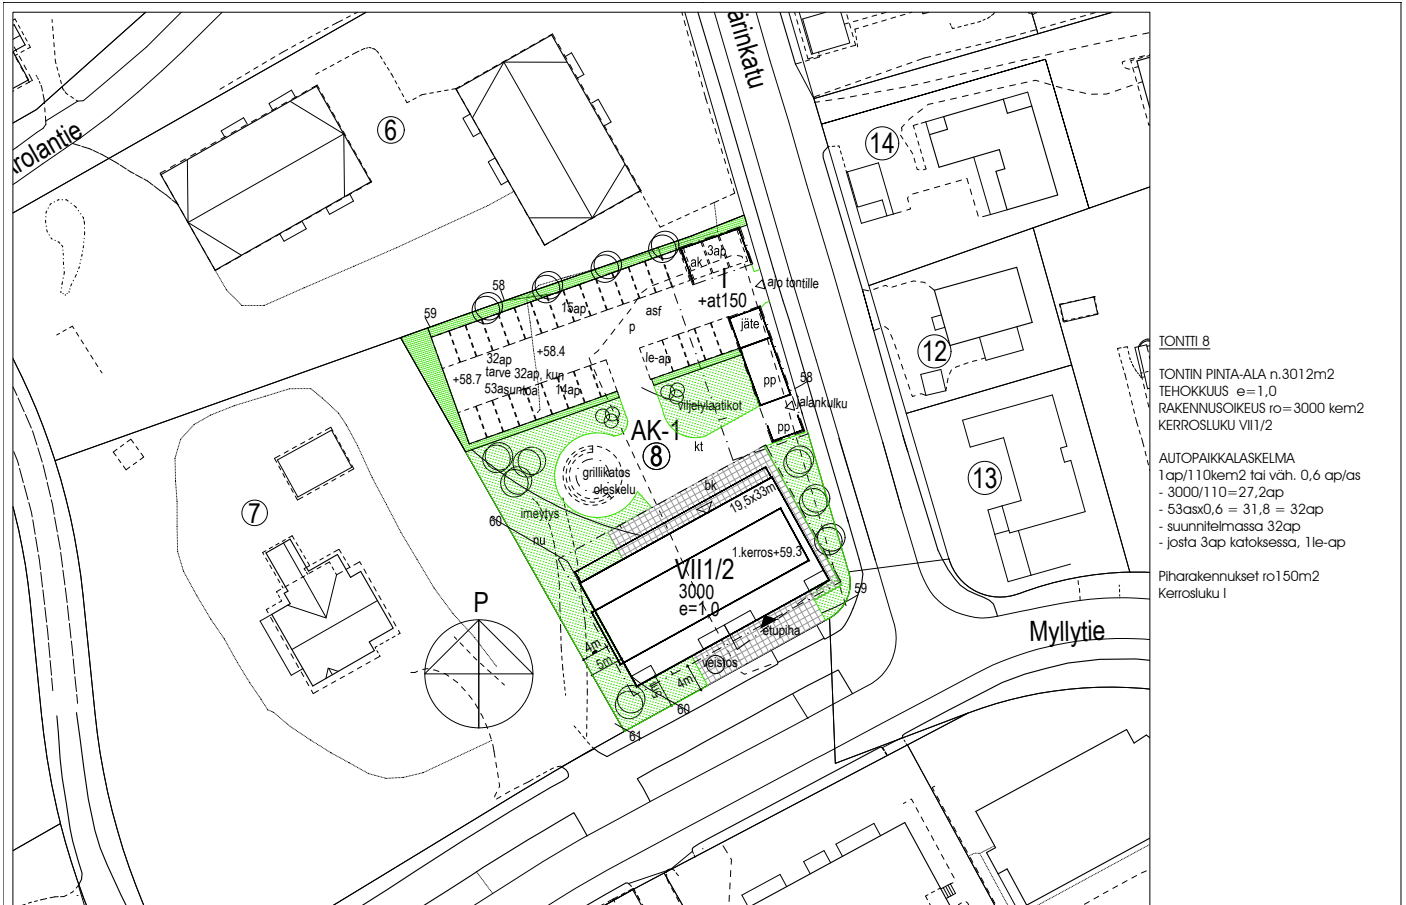 rolantie
ärinkatu
6
14
12
13
7
59
58
15ap
asf
p
ak
3ap
I
+at150
ajo tontille
jäte
le-ap
32ap
tarve 32ap, kun
53asuntoa
14ap
+58.4
+58.7
pp
58
jalankulku
pp
viljelylaatikot
AK-1
8
kt
grillikatos
oleskelu
imeytys
60
nu
bk
19,5x33m
1.kerros+59.3
VII1/2
3000
e=1,0
59
etupiha
veistos
4m
5m
5m
4m
60
61
P
Myllytie
TONTTI 8
TONTIN PINTA-ALA n.3012m2
TEHOKKUUS e=1,0
RAKENNUSOIKEUS ro=3000 kem2
KERROSLUKU VII1/2
AUTOPAIKKALASKELMA
1ap/110kem2 tai väh. 0,6 ap/as
- 3000/110=27,2ap
- 53asx0,6 = 31,8 = 32ap
- suunnitelmassa 32ap
- josta 3ap katoksessa, 1le-ap
Piharakennukset ro150m2
Kerrosluku I